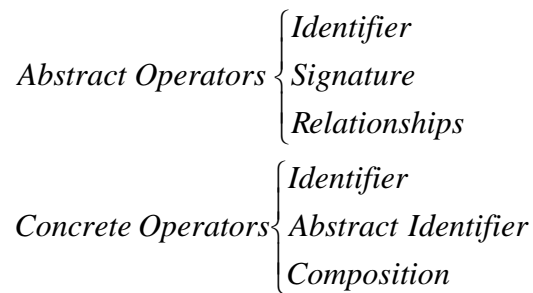 Identifier
Abstract Operators { Signature
Relationships
Identifier
Concrete Operators { Abstract Identifier
Composition